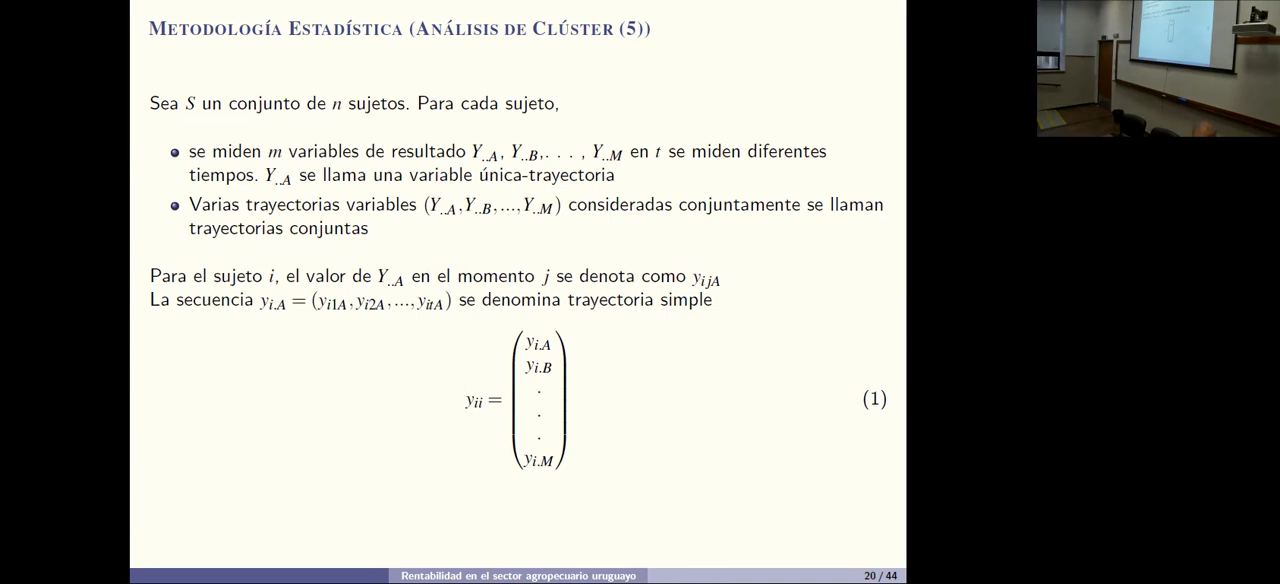 METODOLOGÍA ESTADÍSTICA (ANÁLISIS DE CLÚSTER (5))
Sea S un conjunto de n sujetos. Para cada sujeto,
se miden m variables de resultado Y..A, Y..B,. . . , Y..M en t se miden diferentes
tiempos. Y..A se llama una variable única-trayectoria
Varias trayectorias variables (Y..A,Y..B,...,Y..M) consideradas conjuntamente se llaman
trayectorias conjuntas
Para el sujeto i, el valor de Y..A en el momento j se denota como yijA
La secuencia yi.A = (yi1A,yi2A,...,yitA) se denomina trayectoria simple
yi.A
yi.B
.
yii = (1)
.
.
yi.M
Rentabilidad en el sector agropecuario uruguayo 20 / 44